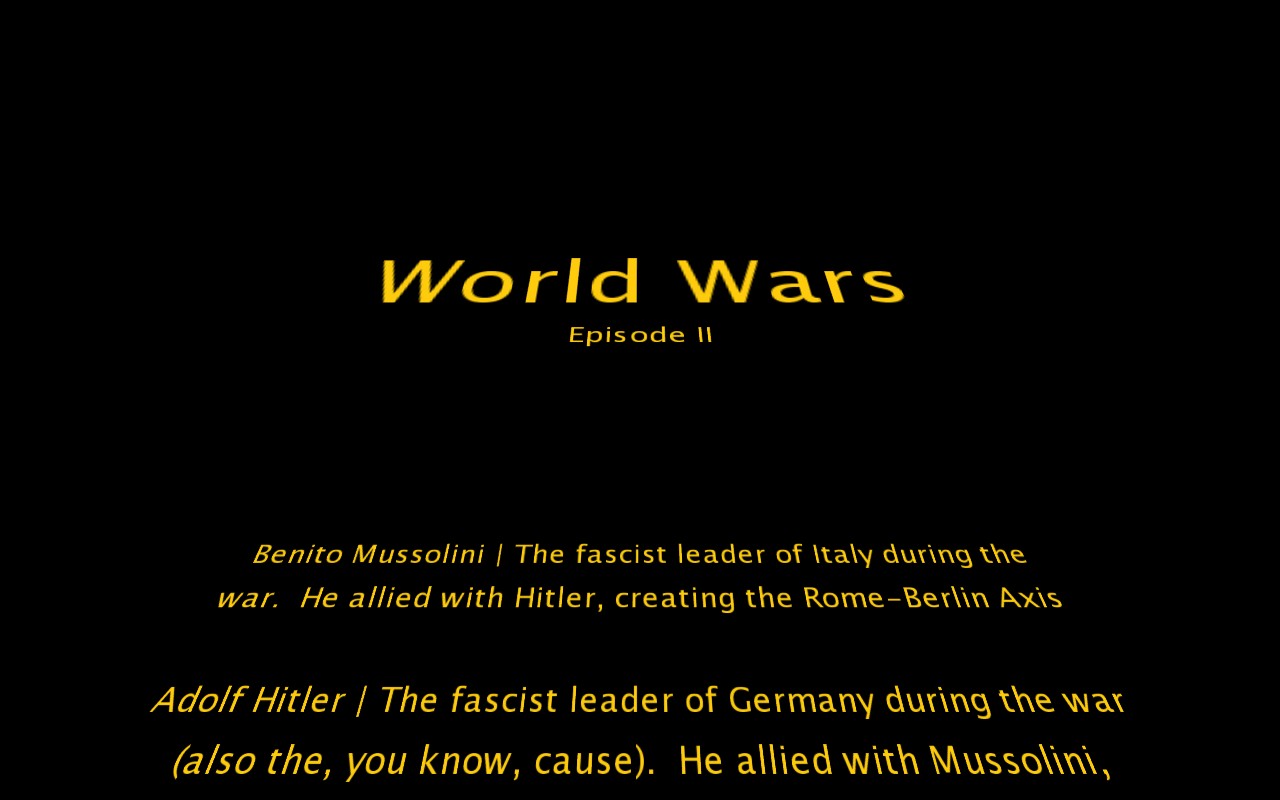 World Wars
Episode II
Benito Mussolini | The fascist leader of Italy during the
war.  He allied with Hitler, creating the Rome-Berlin Axis
Adolf Hitler | The fascist leader of Germany during the war
(also the, you know, cause).  He allied with Mussolini,